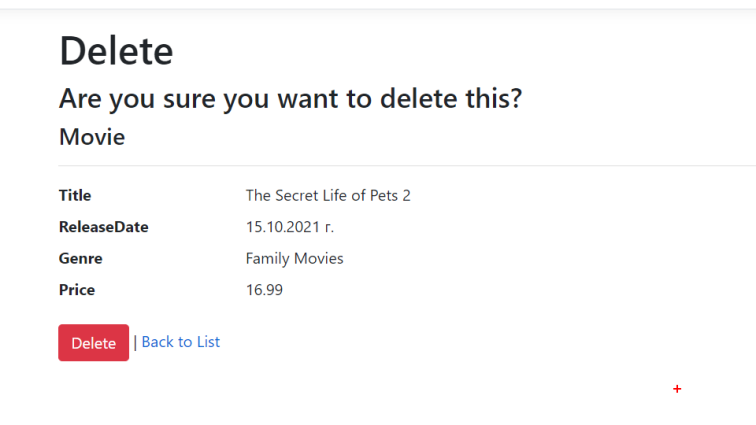 Delete
Are you sure you want to delete this?
Movie
Title The Secret Life of Pets 2
ReleaseDate 15.10.2021 г.
Genre Family Movies
Price 16.99
Delete | Back to List